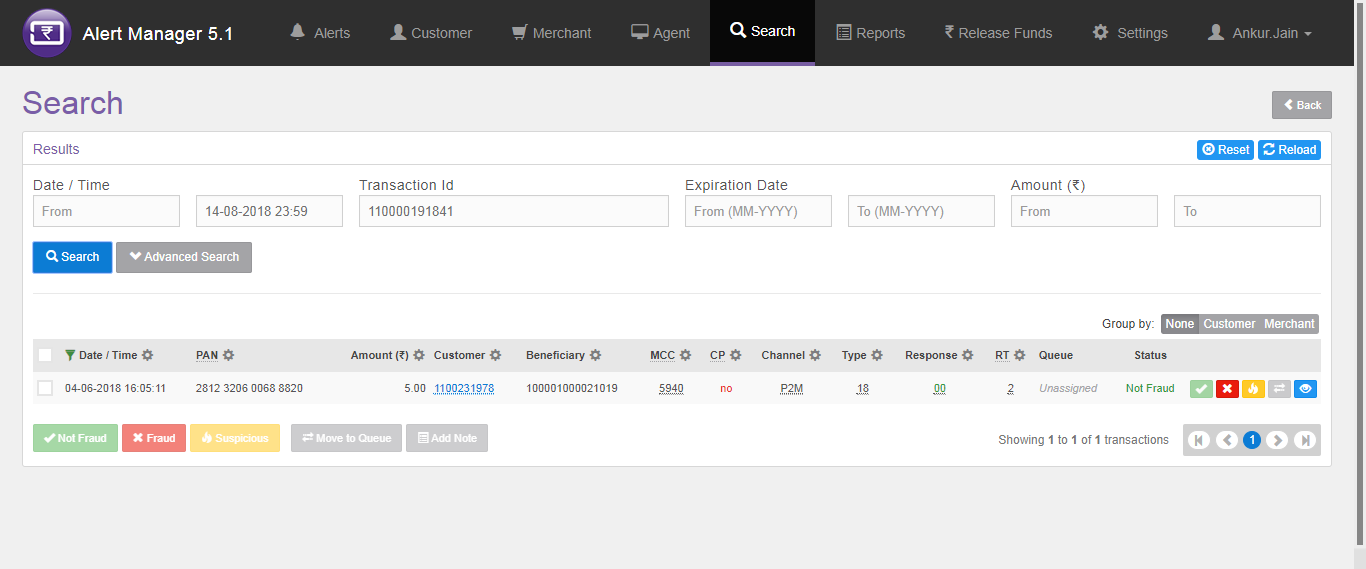 Alert Manager 5.1 Alerts Customer Merchant Agent Search Reports ₹ Release Funds Settings Ankur.Jain
Search
Back
Results Reset Reload
Date / Time Transaction Id Expiration Date Amount (₹)
From 14-08-2018 23:59 110000191841 From (MM-YYYY) To (MM-YYYY) From To
Search Advanced Search
Group by: None Customer Merchant
Date / Time PAN Amount (₹) Customer Beneficiary MCC CP Channel Type Response RT Queue Status
04-06-2018 16:05:11 2812 3206 0068 8820 5.00 1100231978 100001000021019 5940 no P2M 18 00 2 Unassigned Not Fraud
Not Fraud Fraud Suspicious Move to Queue Add Note Showing 1 to 1 of 1 transactions 1